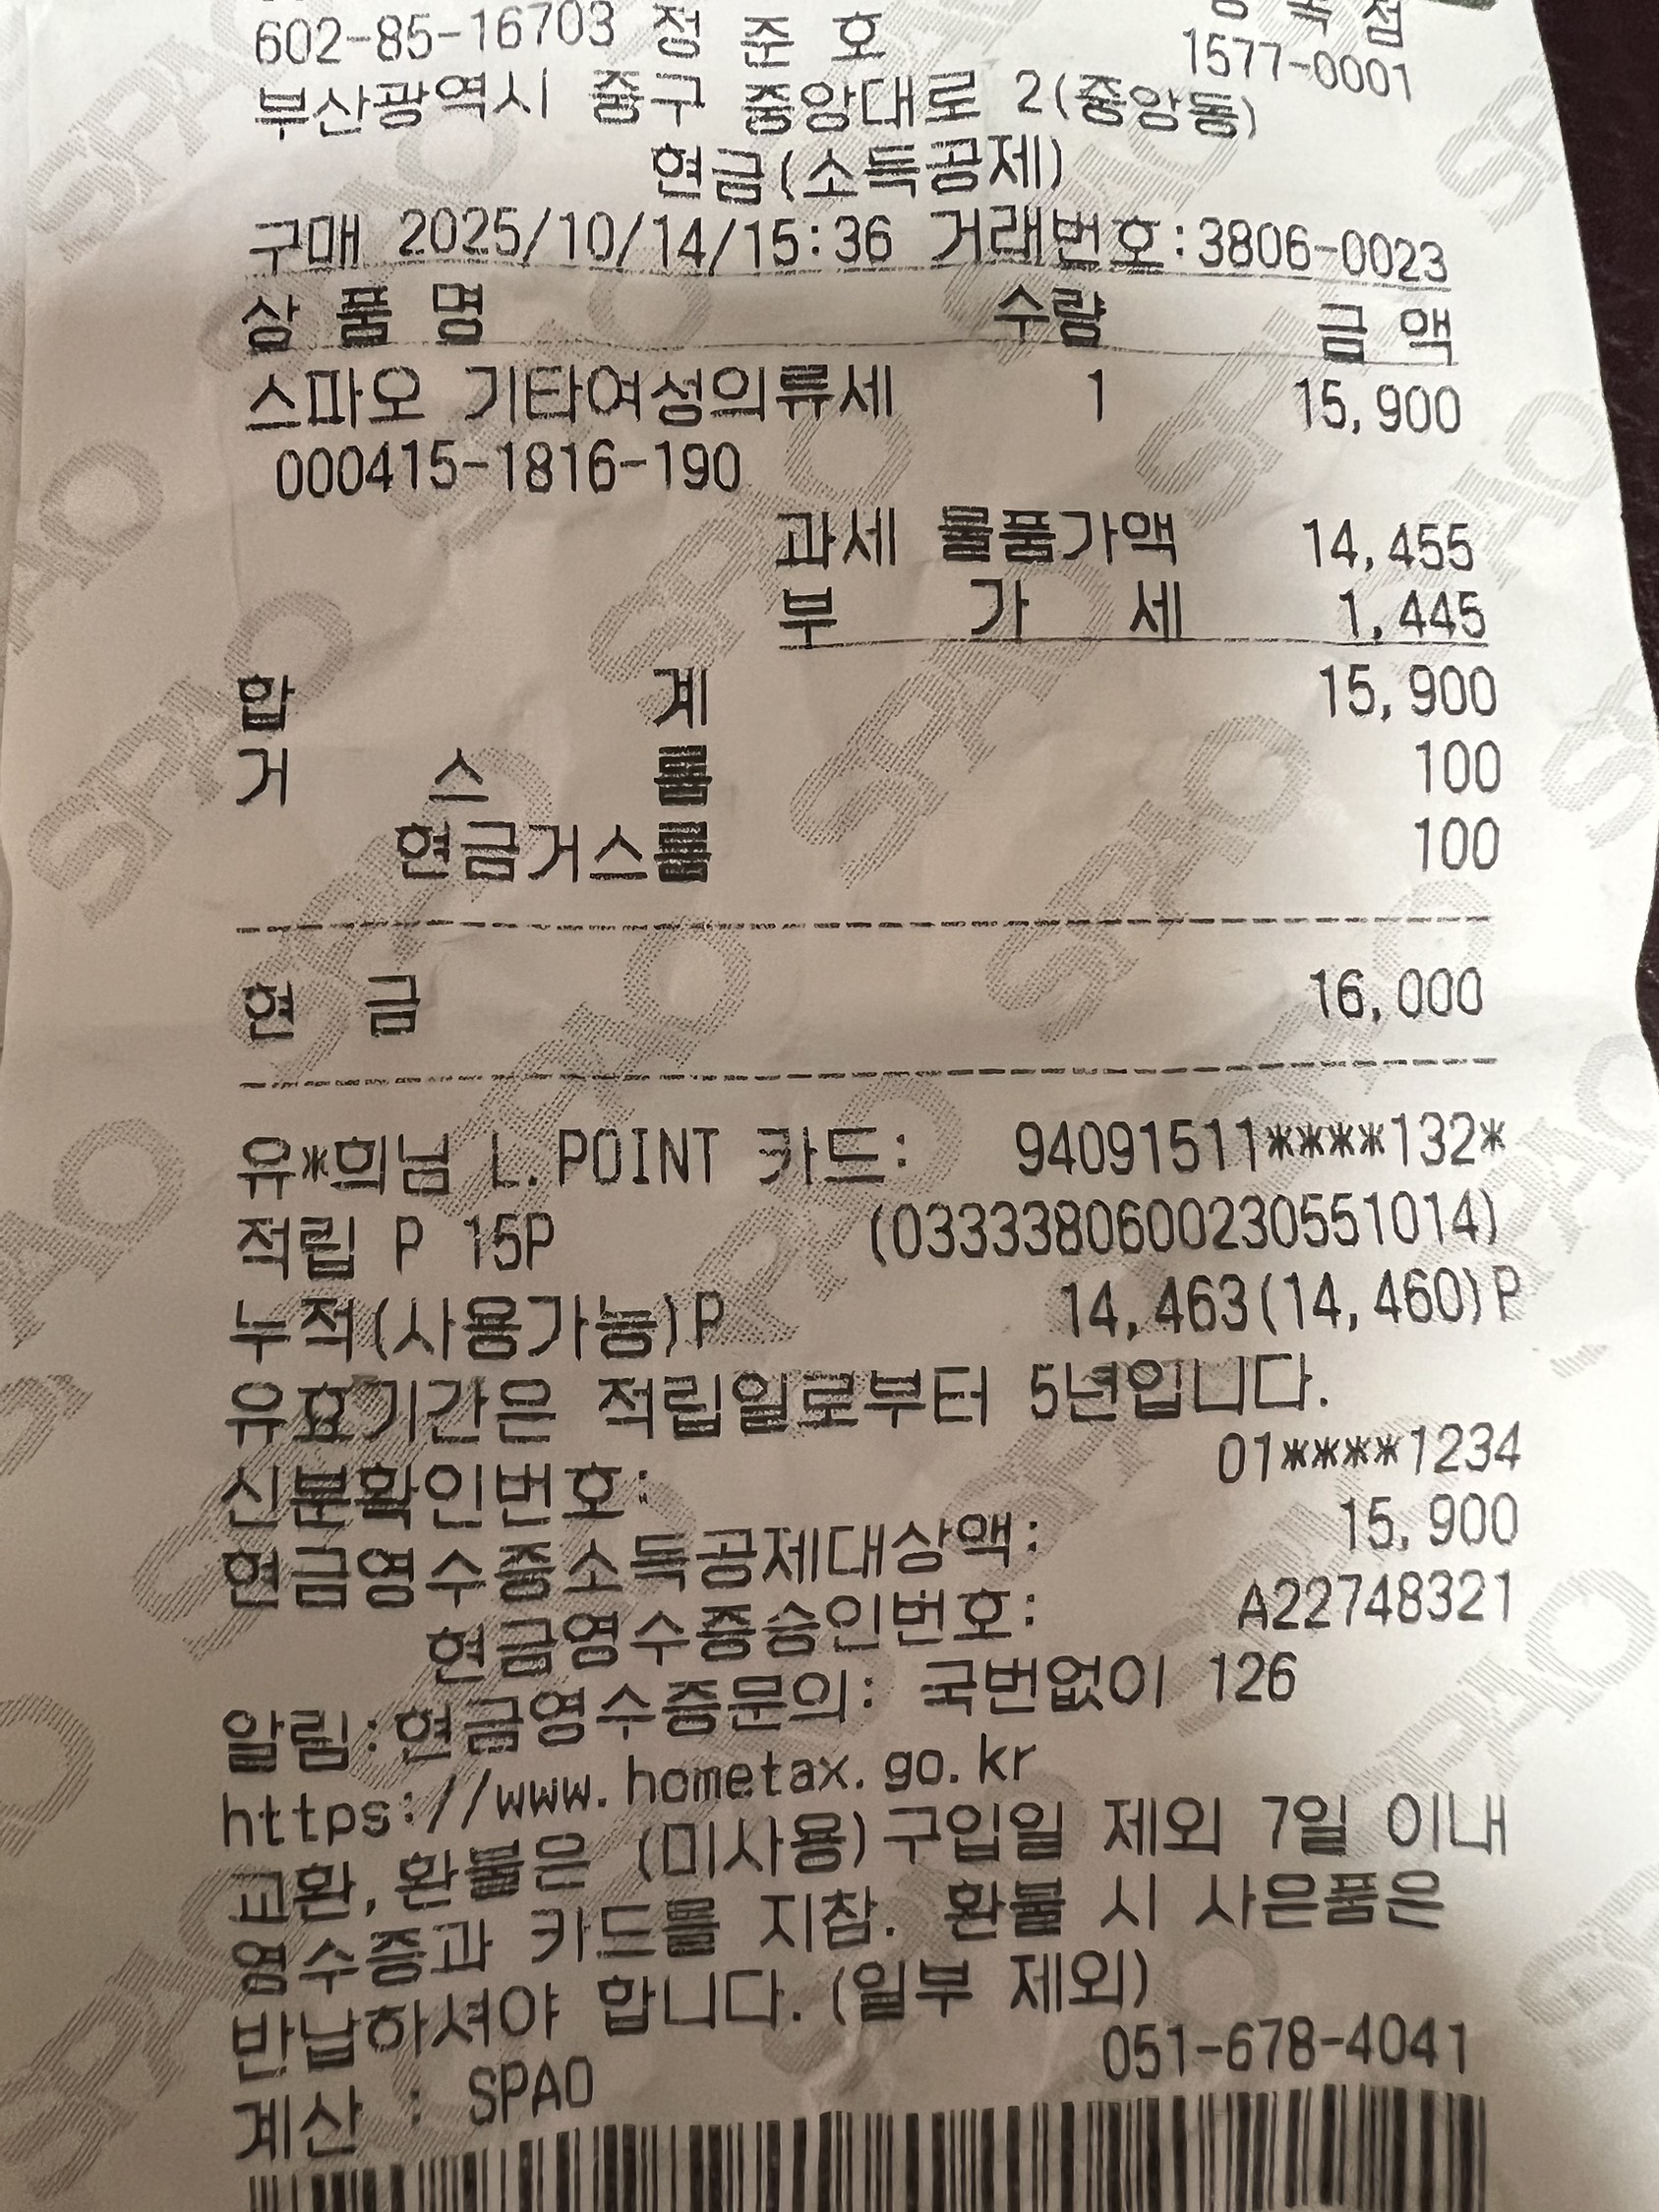 602-85-16703 정 준 호 1577-0001
부산광역시 중구 중앙대로 2(중앙동)
현금(소득공제)
구매 2025/10/14/15:36 거래번호:3806-0023
상 품 명 수량 금 액
스파오 기타여성의류세 1 15,900
000415-1816-190
과세 물품가액 14,455
부 가 세 1,445
합 계 15,900
거 스 름 100
현금거스름 100
현 금 16,000
유*희님 L.POINT 카드: 94091511****132*
적립 P 15P (0333380600230551014)
누적(사용가능)P 14,463(14,460)P
유효기간은 적립일로부터 5년입니다.
신분확인번호: 01****1234
현금영수증소득공제대상액: 15,900
현금영수증승인번호: A22748321
알림:현금영수증문의: 국번없이 126
https://www.hometax.go.kr
교환,환불은 (미사용)구입일 제외 7일 이내
영수증과 카드를 지참. 환불 시 사은품은
반납하셔야 합니다.(일부 제외)
계산 : SPAO 051-678-4041
SPAO